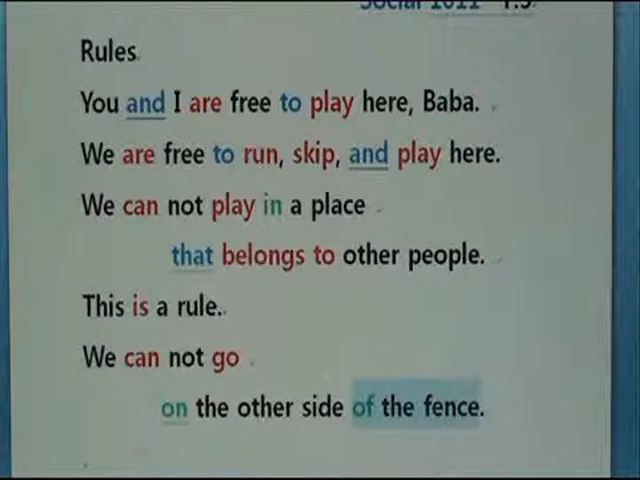 Rules
You and I are free to play here, Baba.
We are free to run, skip, and play here.
We can not play in a place
that belongs to other people.
This is a rule.
We can not go
on the other side of the fence.